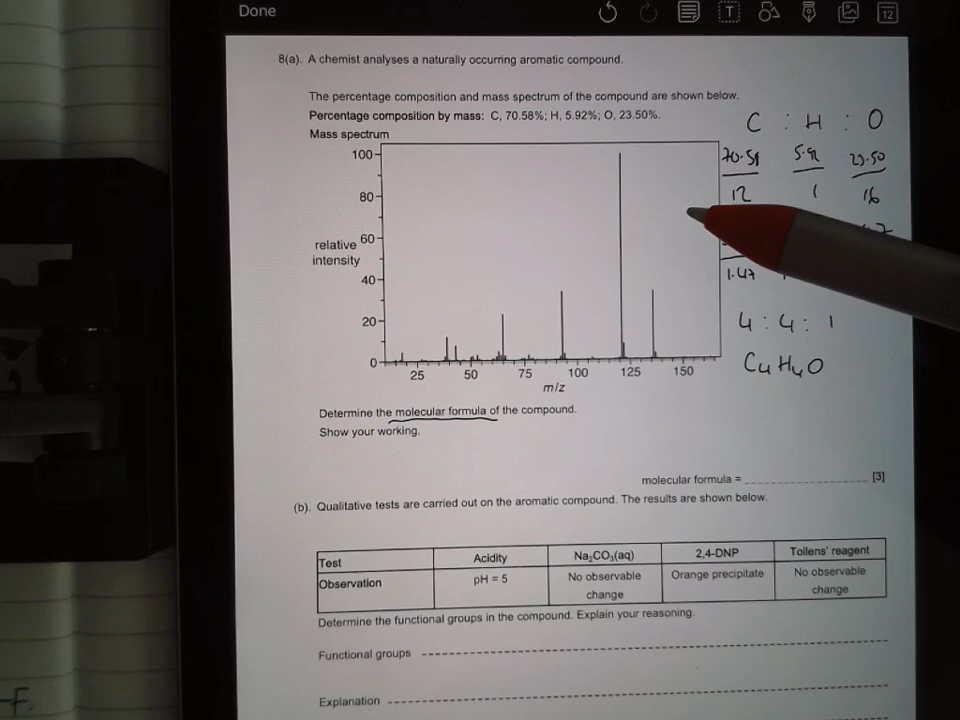 Done
T
12
8(a). A chemist analyses a naturally occurring aromatic compound.
The percentage composition and mass spectrum of the compound are shown below.
Percentage composition by mass: C, 70.58%; H, 5.92%; O, 23.50%.
C : H : O
Mass spectrum
70.58 5.92 23.50
12 1 16
1.47
4 : 4 : 1
C4H4O
100
80
60
40
20
0
relative
intensity
25 50 75 100 125 150
m/z
Determine the molecular formula of the compound.
Show your working.
molecular formula = [3]
(b). Qualitative tests are carried out on the aromatic compound. The results are shown below.
Test Acidity Na2CO3(aq) 2,4-DNP Tollens' reagent
Observation pH = 5 No observable change Orange precipitate No observable change
Determine the functional groups in the compound. Explain your reasoning.
Functional groups
Explanation